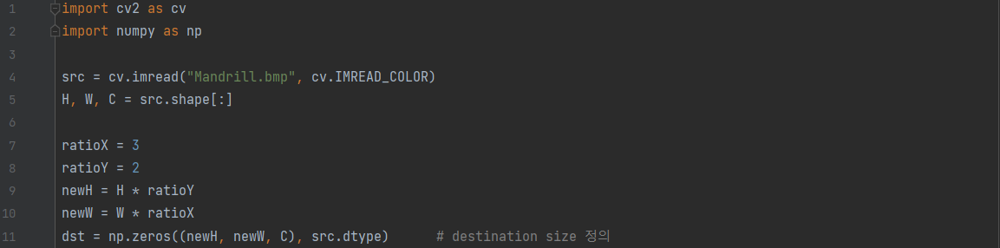 1 import cv2 as cv
2 import numpy as np
3
4 src = cv.imread("Mandrill.bmp", cv.IMREAD_COLOR)
5 H, W, C = src.shape[:]
6
7 ratioX = 3
8 ratioY = 2
9 newH = H * ratioY
10 newW = W * ratioX
11 dst = np.zeros((newH, newW, C), src.dtype) # destination size 정의